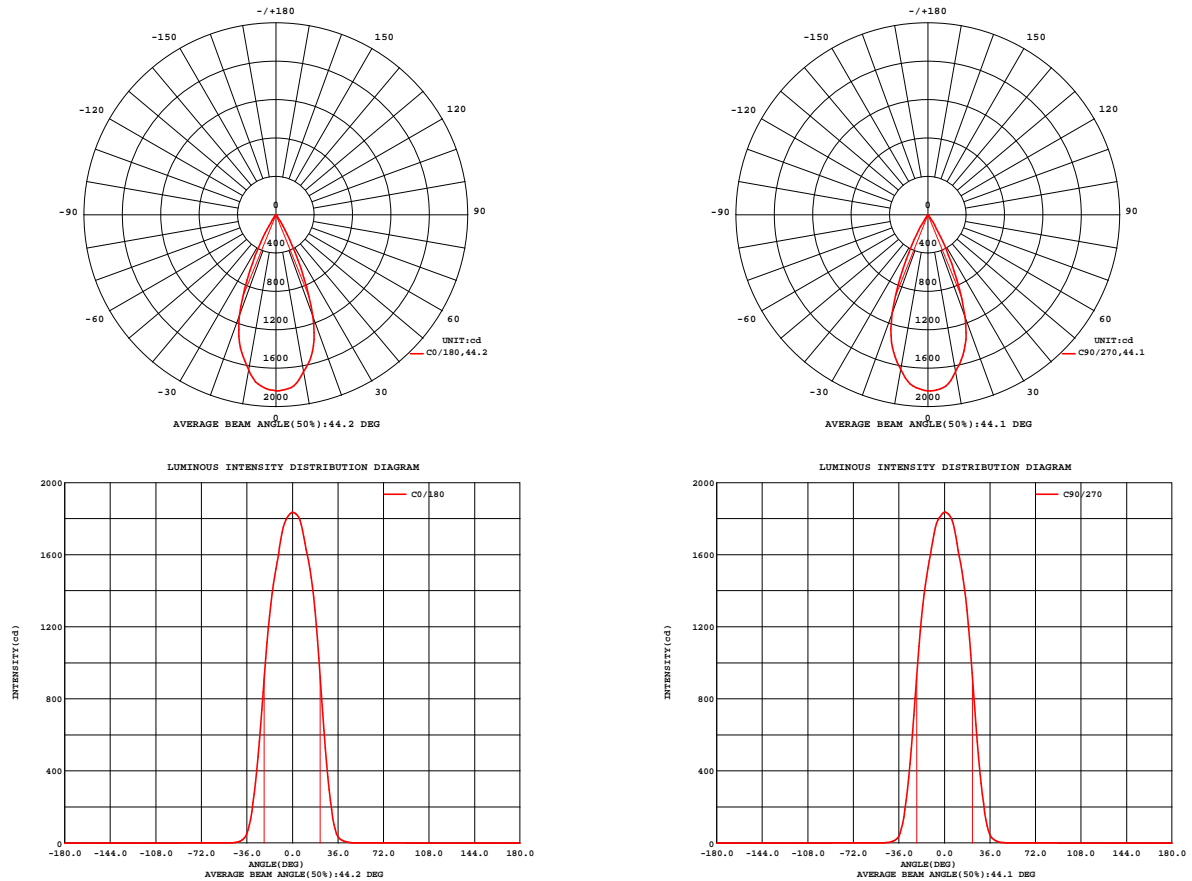 -/+180
-150 150
-120 120
-90 90
0
400
800
1200
1600
2000
-60 60
-30 30
0
UNIT:cd
C0/180,44.2
AVERAGE BEAM ANGLE(50%):44.2 DEG
-/+180
-150 150
-120 120
-90 90
0
400
800
1200
1600
2000
-60 60
-30 30
0
UNIT:cd
C90/270,44.1
AVERAGE BEAM ANGLE(50%):44.1 DEG
LUMINOUS INTENSITY DISTRIBUTION DIAGRAM
C0/180
INTENSITY(cd)
2000
1600
1200
800
400
0
-180.0 -144.0 -108.0 -72.0 -36.0 0.0 36.0 72.0 108.0 144.0 180.0
ANGLE(DEG)
AVERAGE BEAM ANGLE(50%):44.2 DEG
LUMINOUS INTENSITY DISTRIBUTION DIAGRAM
C90/270
INTENSITY(cd)
2000
1600
1200
800
400
0
-180.0 -144.0 -108.0 -72.0 -36.0 0.0 36.0 72.0 108.0 144.0 180.0
ANGLE(DEG)
AVERAGE BEAM ANGLE(50%):44.1 DEG